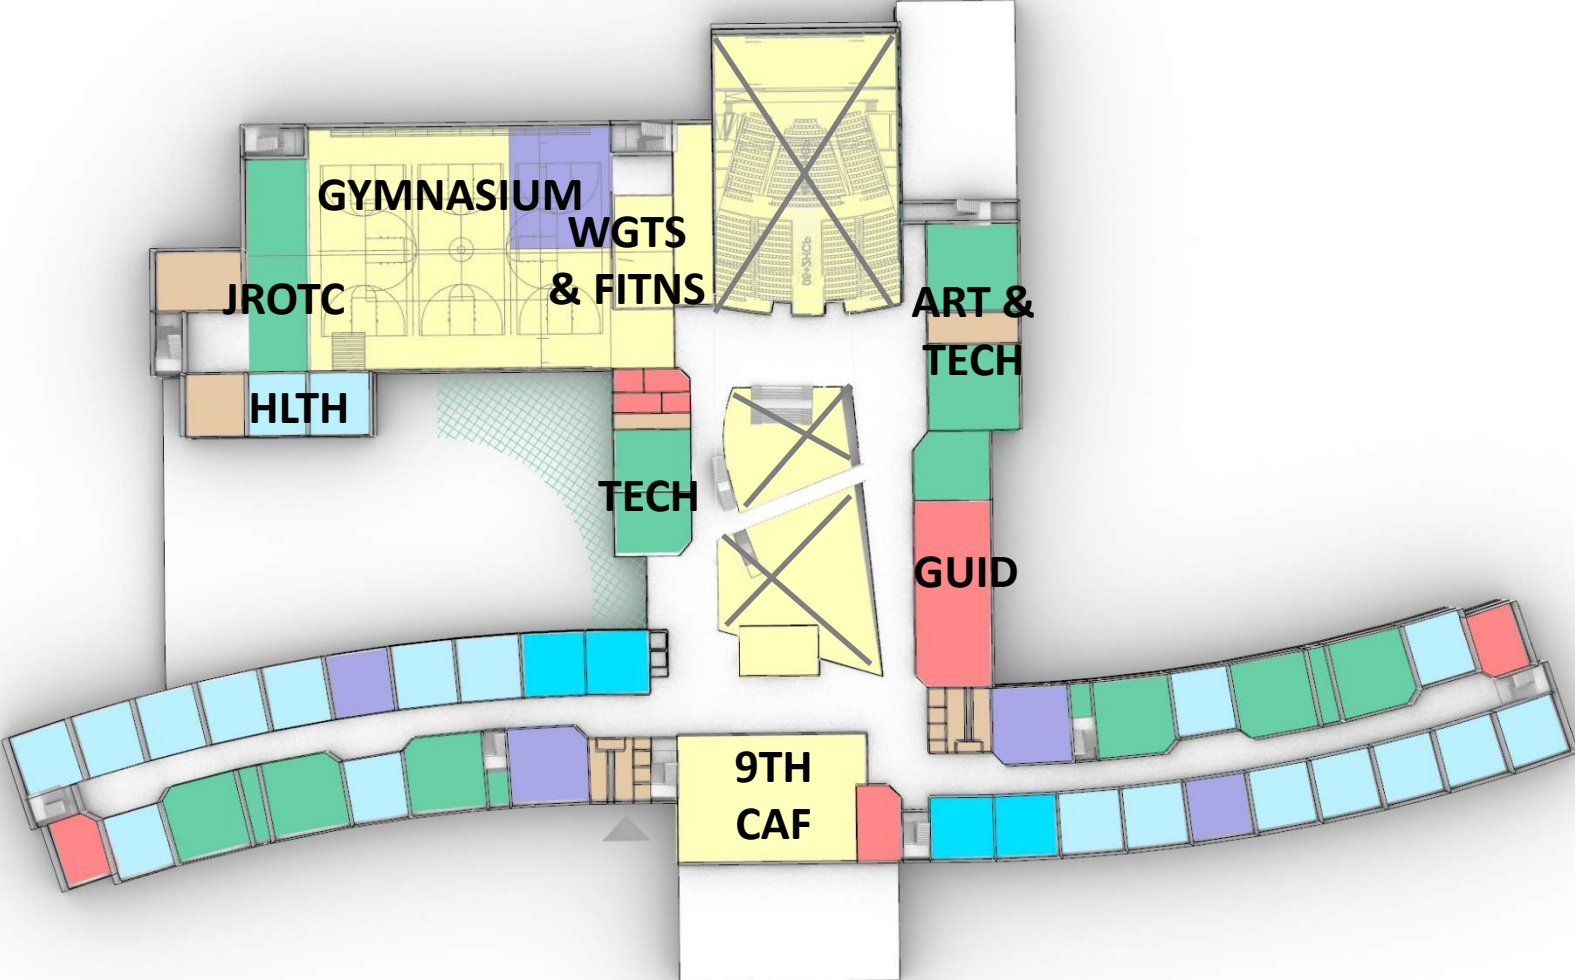 GYMNASIUM
WGTS
& FITNS
JROTC
ART &
TECH
HLTH
TECH
GUID
9TH
CAF